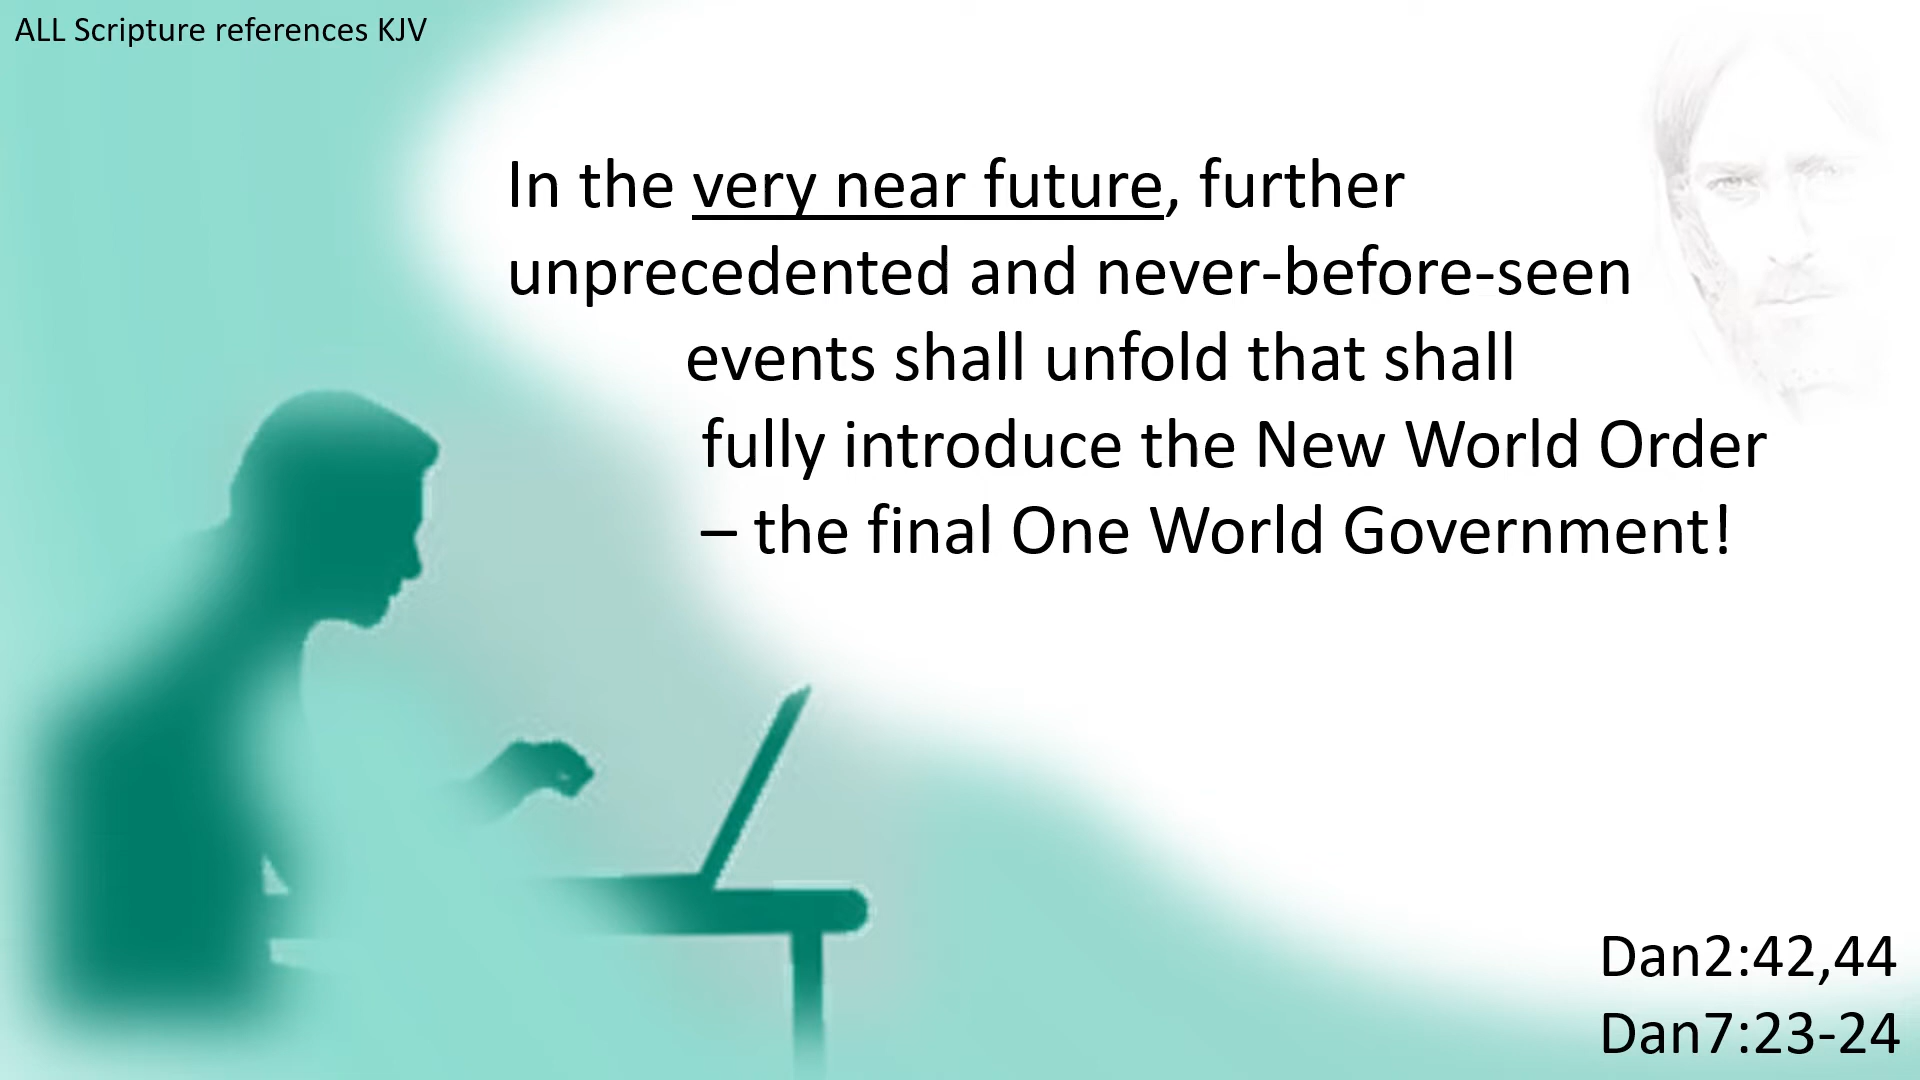 ALL Scripture references KJV
In the very near future, further
unprecedented and never-before-seen
events shall unfold that shall
fully introduce the New World Order
– the final One World Government!
Dan2:42,44
Dan7:23-24